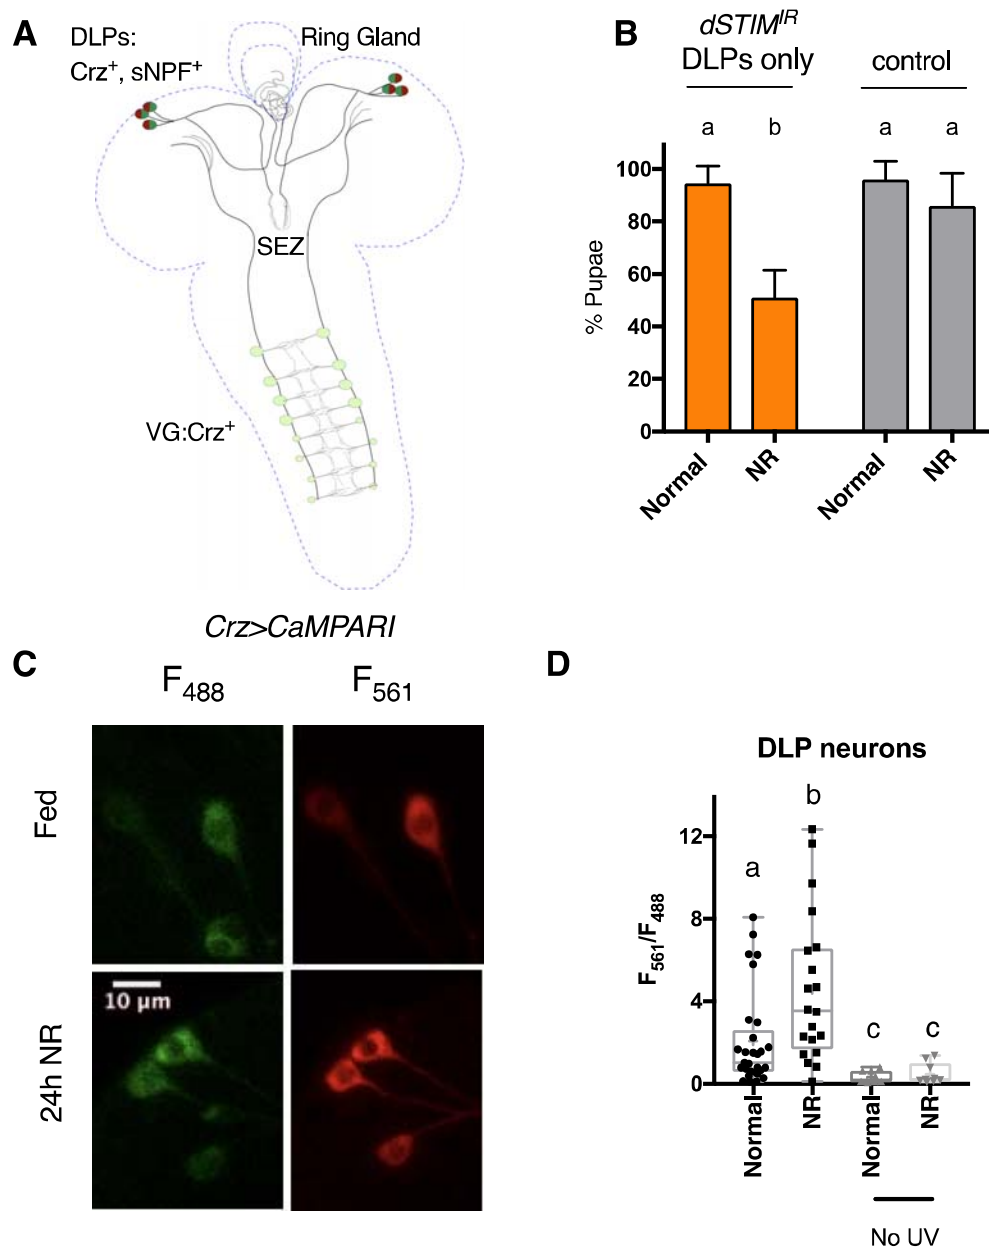 A
DLPs:
Crz+, sNPF+
Ring Gland
SEZ
VG:Crz+
B
dSTIMIR
DLPs only
control
a
b
a
a
% Pupae
100
80
60
40
20
0
Normal
NR
Normal
NR
Crz>CaMPARI
C
F488
F561
Fed
24h NR
10 µm
D
DLP neurons
a
b
c
c
F561/F488
12
8
4
0
Normal
NR
Normal
NR
No UV